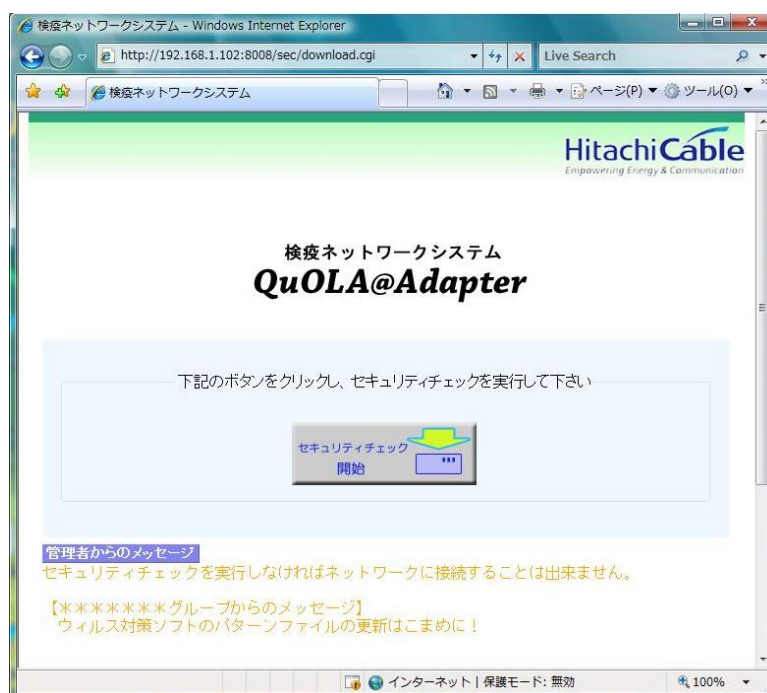 検疫ネットワークシステム - Windows Internet Explorer
http://192.168.1.102:8008/sec/download.cgi
Live Search
検疫ネットワークシステム
ページ(P)
ツール(O)
Hitachi Cable
Empowering Energy & Communication
検疫ネットワークシステム
QuOLA@Adapter
下記のボタンをクリックし、セキュリティチェックを実行して下さい
セキュリティチェック
開始
管理者からのメッセージ
セキュリティチェックを実行しなければネットワークに接続することは出来ません。
【*******グループからのメッセージ】
ウィルス対策ソフトのパターンファイルの更新はこまめに！
インターネット | 保護モード: 無効
100%